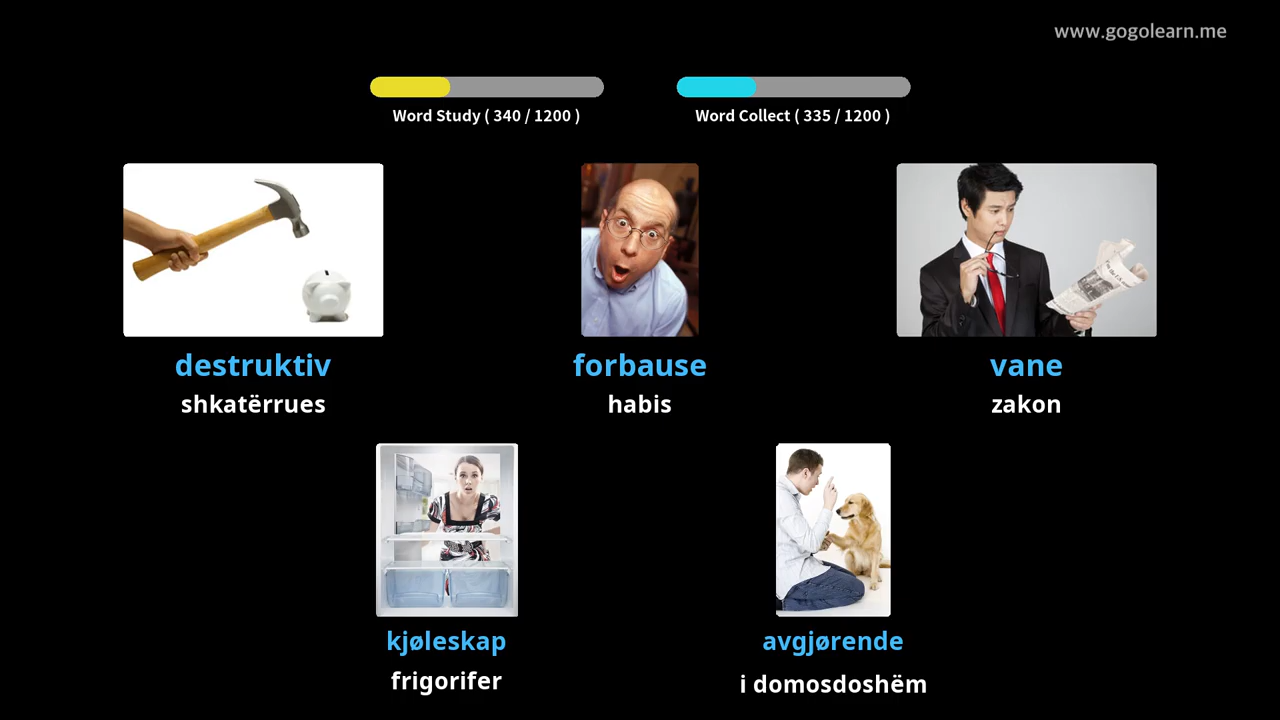 www.gogolearn.me
Word Study ( 340 / 1200 )
Word Collect ( 335 / 1200 )
destruktiv
shkatërrues
forbause
habis
vane
zakon
kjøleskap
frigorifer
avgjørende
i domosdoshëm